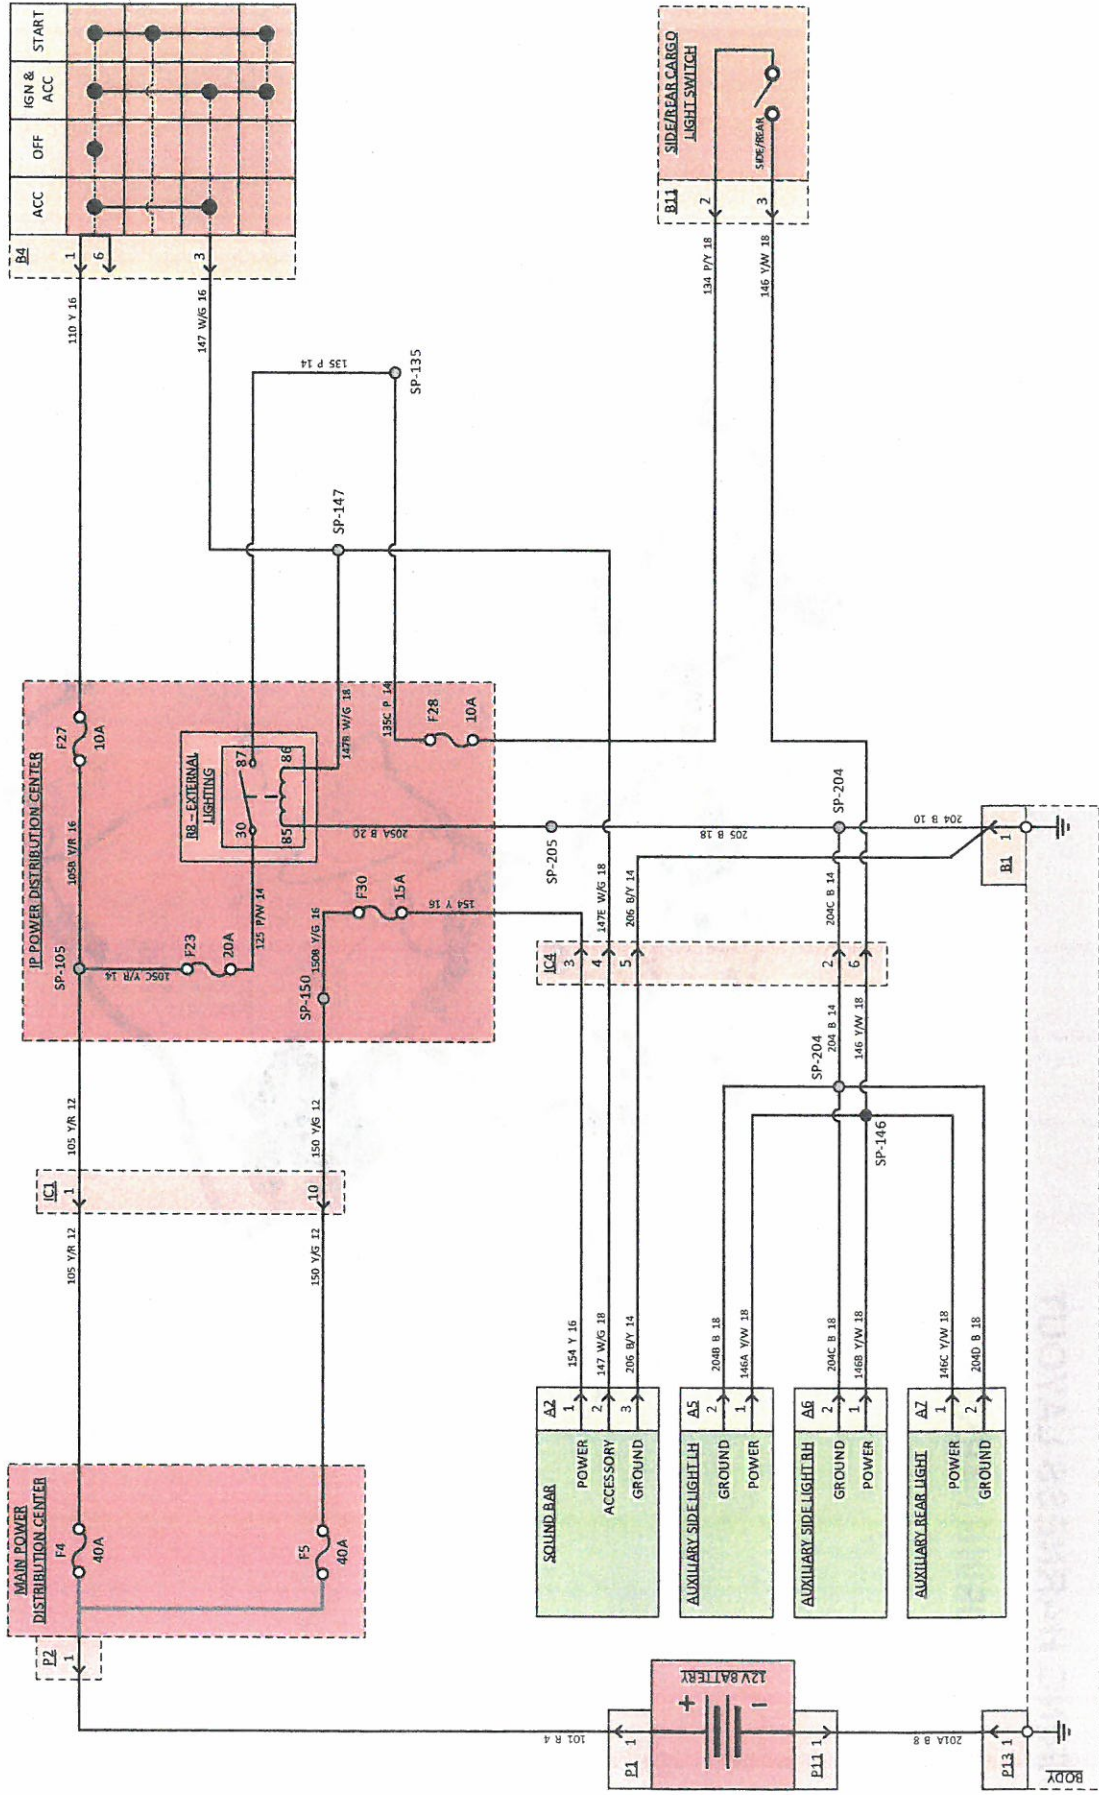 START
IGN &
ACC
OFF
ACC
B4
1
6
3
110 Y 16
147 W/G 16
SIDE/REAR CARGO
LIGHT SWITCH
SIDE/REAR
B11
2
3
134 P/Y 18
146 Y/W 18
135 P 14
SP-135
SP-147
IP POWER DISTRIBUTION CENTER
F27
10A
105B Y/R 16
SP-105
105C Y/R 14
F23
20A
125 P/W 14
R8 – EXTERNAL
LIGHTING
30
87
85
86
147B W/G 18
135C P 14
F28
10A
205A B 20
SP-205
205 B 18
SP-204
204 B 10
B1
1
F30
15A
154 Y 16
150B Y/G 16
SP-150
147E W/G 18
206 B/Y 14
204C B 14
IC4
3
4
5
2
6
204 B 14
146 Y/W 18
SP-204
SP-146
105 Y/R 12
150 Y/G 12
IC1
1
10
105 Y/R 12
150 Y/G 12
MAIN POWER
DISTRIBUTION CENTER
F4
40A
F5
40A
P2
1
154 Y 16
147 W/G 18
206 B/Y 14
204B B 18
146A Y/W 18
204C B 18
146B Y/W 18
146C Y/W 18
204D B 18
SOUND BAR
A2
POWER
1
ACCESSORY
2
GROUND
3
AUXILIARY SIDE LIGHT LH
A5
GROUND
2
POWER
1
AUXILIARY SIDE LIGHT RH
A6
GROUND
2
POWER
1
AUXILIARY REAR LIGHT
A7
POWER
1
GROUND
2
101 R 4
P1
1
12V BATTERY
+
–
P11
1
201A B 8
P13
1
BODY